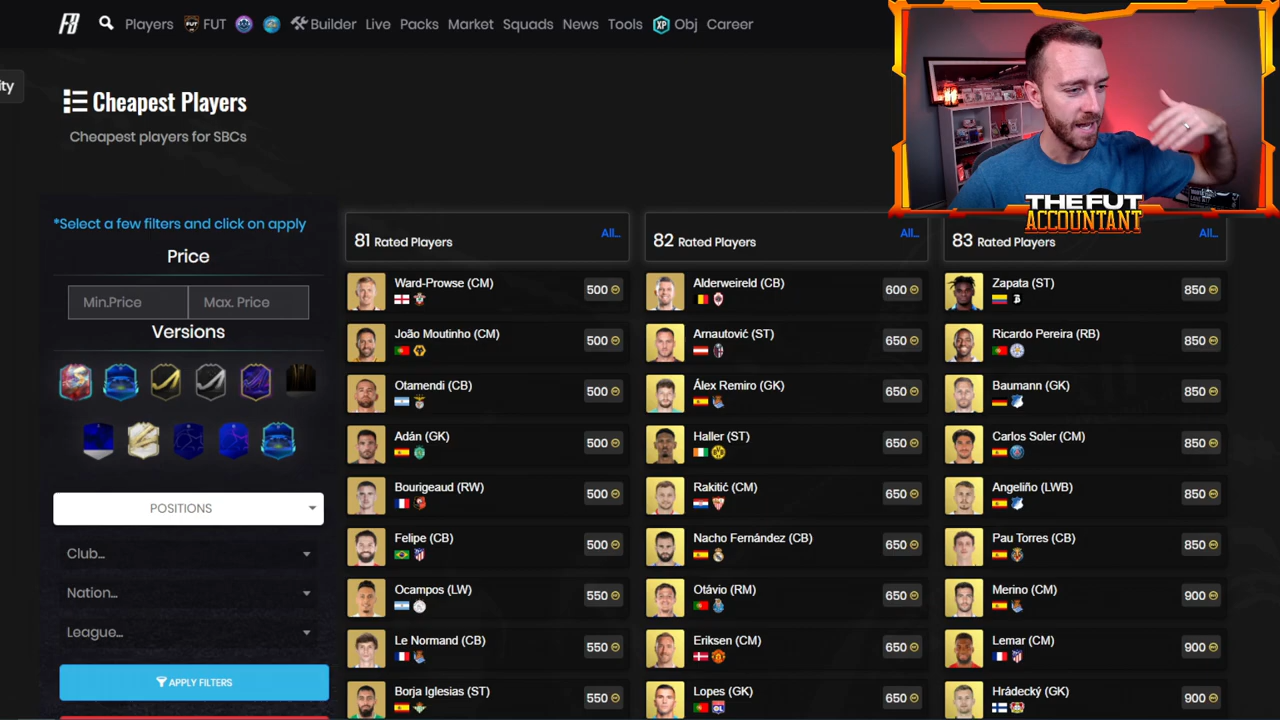 Players FUT Builder Live Packs Market Squads News Tools XP Obj Career
ity
Cheapest Players
Cheapest players for SBCs
THE FUT
ACCOUNTANT
*Select a few filters and click on apply
Price
Min.Price Max. Price
Versions
POSITIONS
Club...
Nation...
League...
APPLY FILTERS
81 Rated Players All...
Ward-Prowse (CM) 500
João Moutinho (CM) 500
Otamendi (CB) 500
Adán (GK) 500
Bourigeaud (RW) 500
Felipe (CB) 500
Ocampos (LW) 550
Le Normand (CB) 550
Borja Iglesias (ST) 550
82 Rated Players All...
Alderweireld (CB) 600
Arnautović (ST) 650
Álex Remiro (GK) 650
Haller (ST) 650
Rakitić (CM) 650
Nacho Fernández (CB) 650
Otávio (RM) 650
Eriksen (CM) 650
Lopes (GK) 650
83 Rated Players All...
Zapata (ST) 850
Ricardo Pereira (RB) 850
Baumann (GK) 850
Carlos Soler (CM) 850
Angeliño (LWB) 850
Pau Torres (CB) 850
Merino (CM) 900
Lemar (CM) 900
Hrádecký (GK) 900